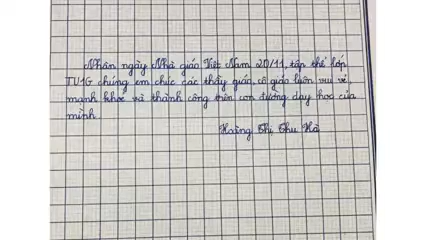 Nhân ngày Nhà giáo Việt Nam 20/11, tập thể lớp
TV1G chúng em chúc các thầy giáo, cô giáo luôn vui vẻ,
mạnh khỏe và thành công trên con đường dạy học của
mình
Hoàng Thị Thu Hà